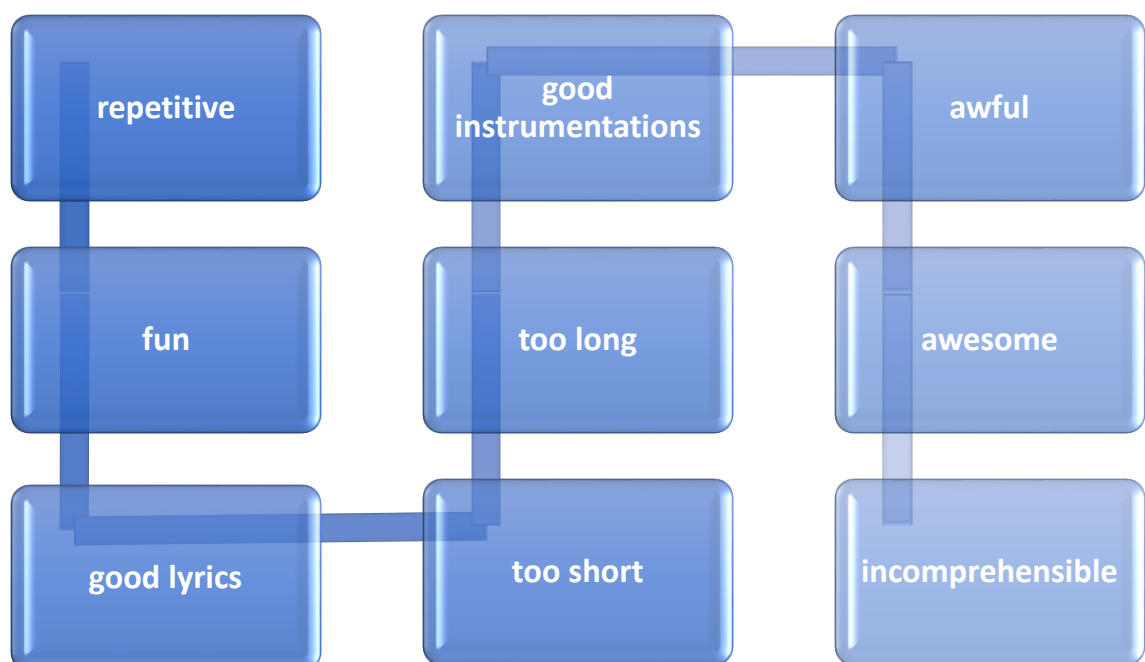 repetitive
fun
good lyrics
too short
too long
good
instrumentations
awful
awesome
incomprehensible